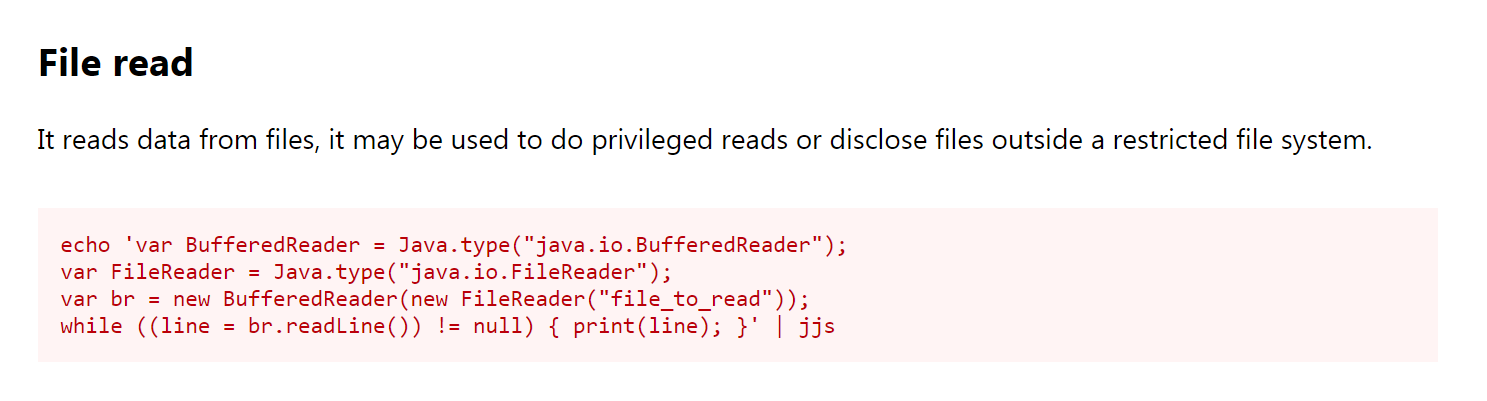 File read
It reads data from files, it may be used to do privileged reads or disclose files outside a restricted file system.
echo 'var BufferedReader = Java.type("java.io.BufferedReader");
var FileReader = Java.type("java.io.FileReader");
var br = new BufferedReader(new FileReader("file_to_read"));
while ((line = br.readLine()) != null) { print(line); }' | jjs